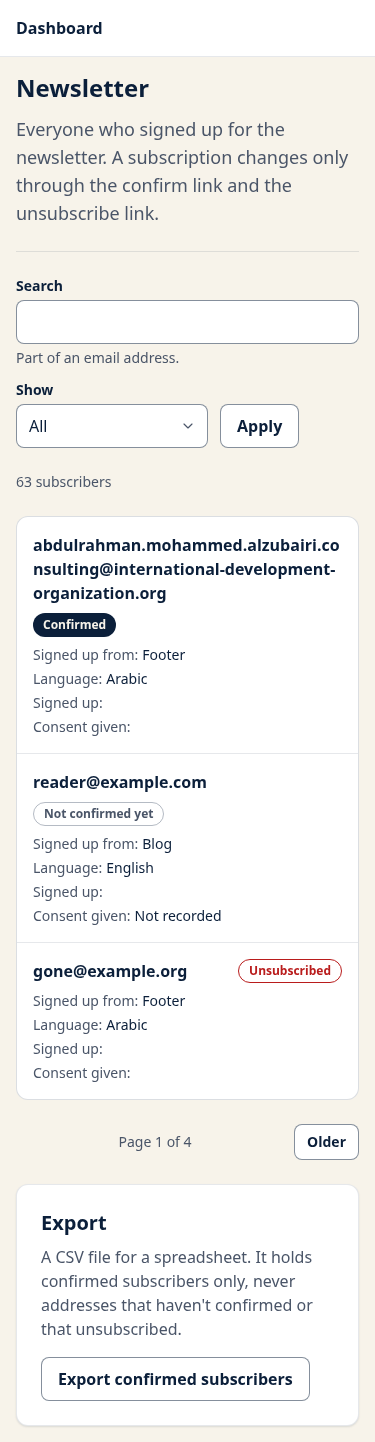 Dashboard
Newsletter
Everyone who signed up for the
newsletter. A subscription changes only
through the confirm link and the
unsubscribe link.
Search
Part of an email address.
Show
All
Apply
63 subscribers
abdulrahman.mohammed.alzubairi.co
nsulting@international-development-
organization.org
Confirmed
Signed up from: Footer
Language: Arabic
Signed up:
Consent given:
reader@example.com
Not confirmed yet
Signed up from: Blog
Language: English
Signed up:
Consent given: Not recorded
gone@example.org Unsubscribed
Signed up from: Footer
Language: Arabic
Signed up:
Consent given:
Page 1 of 4 Older
Export
A CSV file for a spreadsheet. It holds
confirmed subscribers only, never
addresses that haven't confirmed or
that unsubscribed.
Export confirmed subscribers